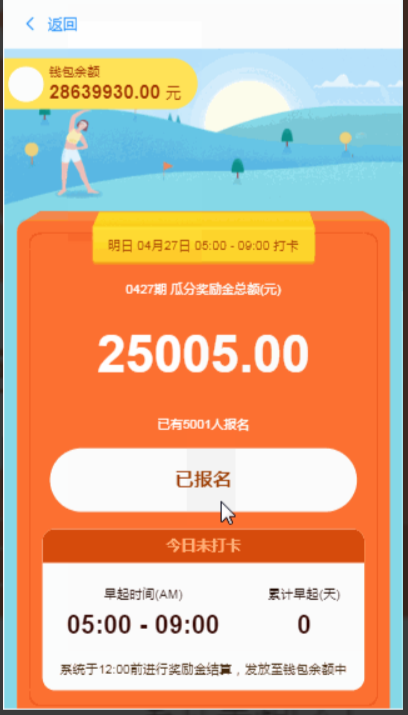 返回
钱包余额
28639930.00 元
明日 04月27日 05:00 - 09:00 打卡
0427期 瓜分奖励金总额(元)
25005.00
已有5001人报名
已报名
今日未打卡
早起时间(AM) 累计早起(天)
05:00 - 09:00 0
系统于12:00前进行奖励金结算，发放至钱包余额中